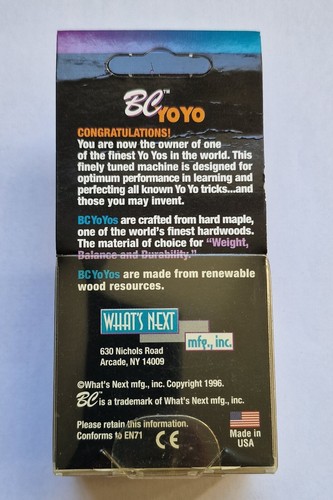 BC™ YOYO
CONGRATULATIONS!
You are now the owner of one
of the finest Yo Yos in the world. This
finely tuned machine is designed for
optimum performance in learning and
perfecting all known Yo Yo tricks...and
those you may invent.
BCYoYos are crafted from hard maple,
one of the world's finest hardwoods.
The material of choice for "Weight,
Balance and Durability."
BCYoYos are made from renewable
wood resources.
WHAT'S NEXT
mfg., inc.
630 Nichols Road
Arcade, NY 14009
©What's Next mfg., inc. Copyright 1996.
BC™ is a trademark of What's Next mfg., inc.
Please retain this information.
Conforms to EN71 CE
Made in
USA